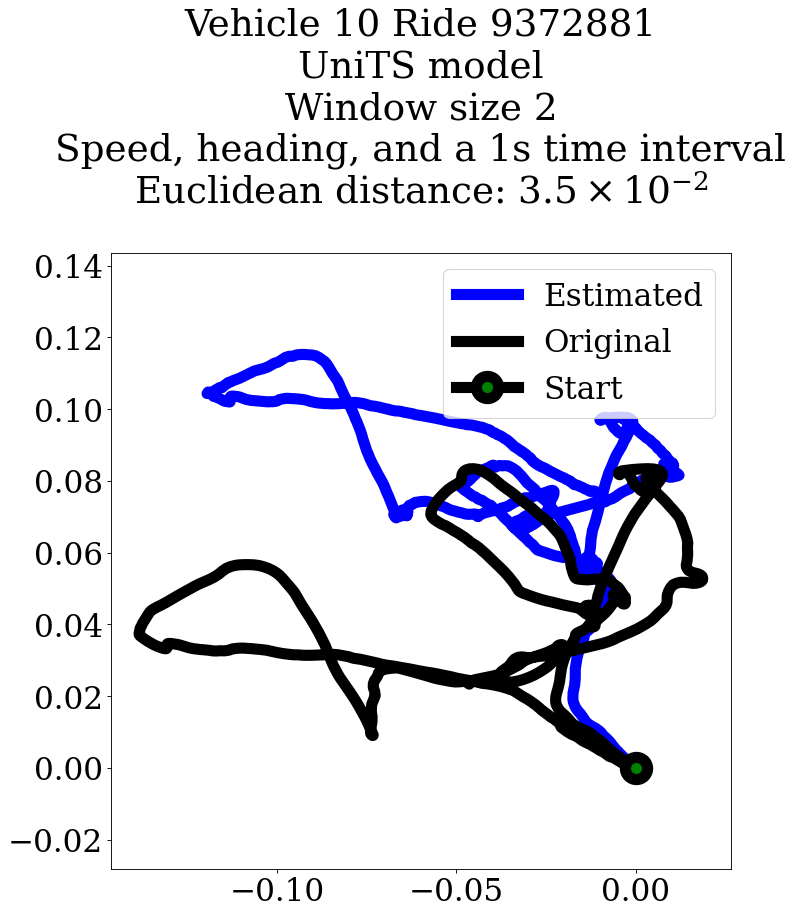 Vehicle 10 Ride 9372881
UniTS model
Window size 2
Speed, heading, and a 1s time interval
Euclidean distance: 3.5 × 10⁻²
0.14
Estimated
0.12
Original
0.10
Start
0.08
0.06
0.04
0.02
0.00
−0.02
−0.10 −0.05 0.00